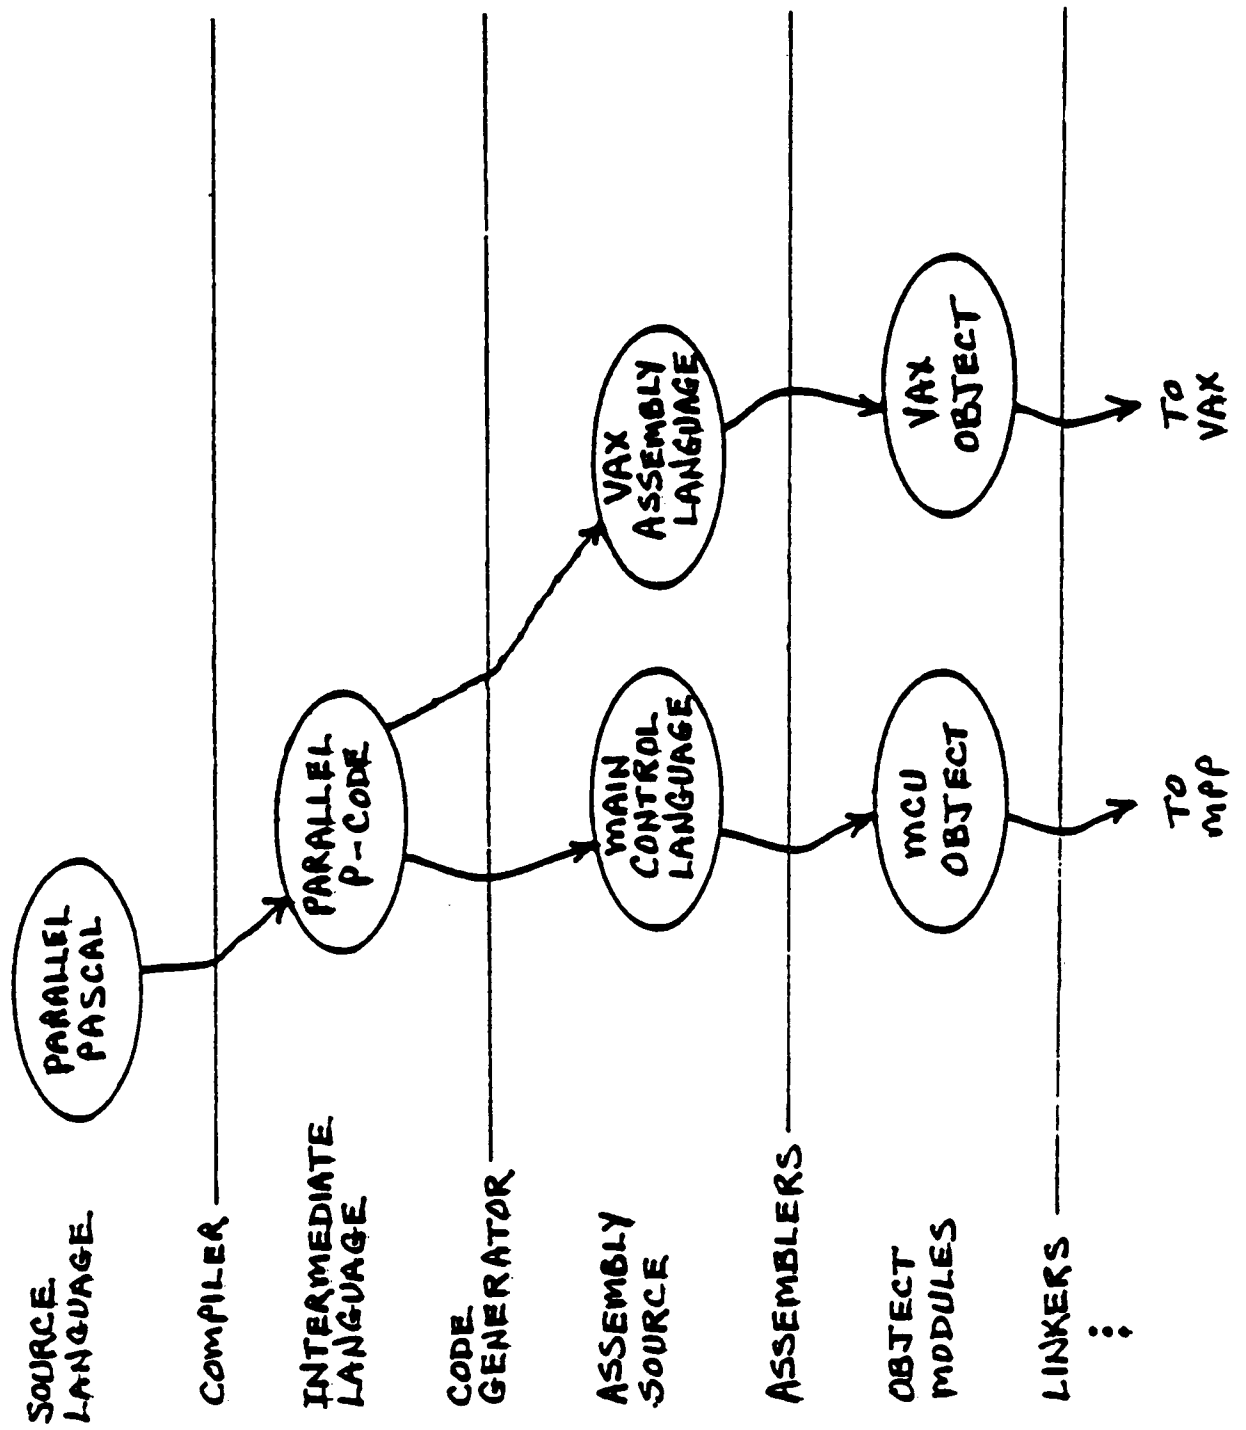 SOURCE
LANGUAGE
PARALLEL
PASCAL
COMPILER
INTERMEDIATE
LANGUAGE
PARALLEL
P-CODE
CODE
GENERATOR
ASSEMBLY
SOURCE
MAIN
CONTROL
LANGUAGE
VAX
ASSEMBLY
LANGUAGE
ASSEMBLERS
OBJECT
MODULES
MCU
OBJECT
VAX
OBJECT
LINKERS
TO
MPP
TO
VAX